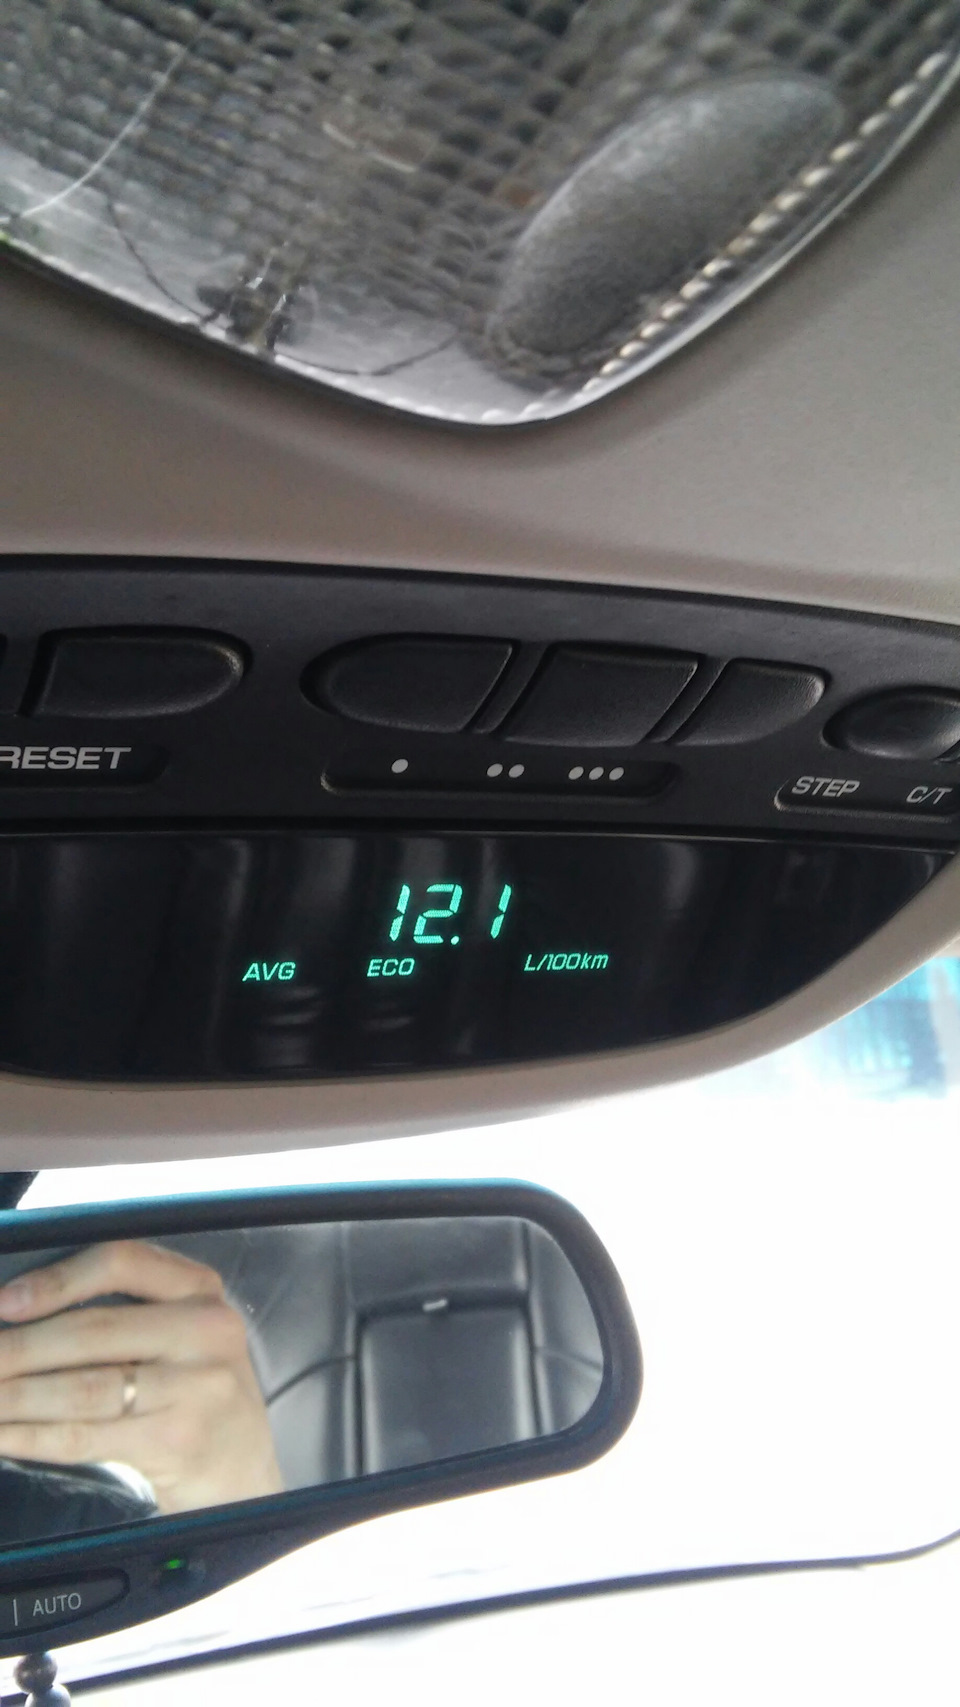 RESET
STEP C/T
12.1
AVG ECO L/100km
| AUTO